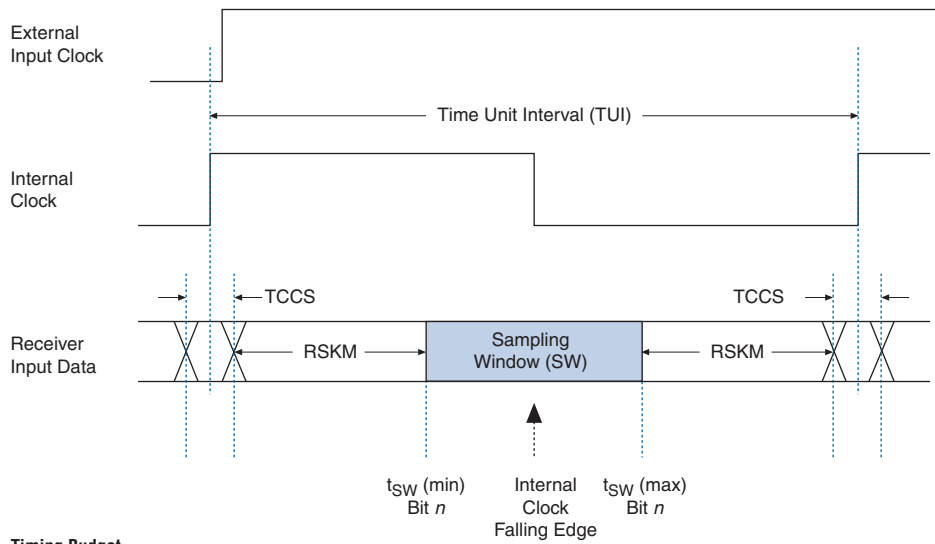 External
Input Clock
Time Unit Interval (TUI)
Internal
Clock
TCCS
TCCS
Receiver
Input Data
RSKM
Sampling
Window (SW)
RSKM
tSW (min)
Bit n
Internal
Clock
Falling Edge
tSW (max)
Bit n
Timing Budget